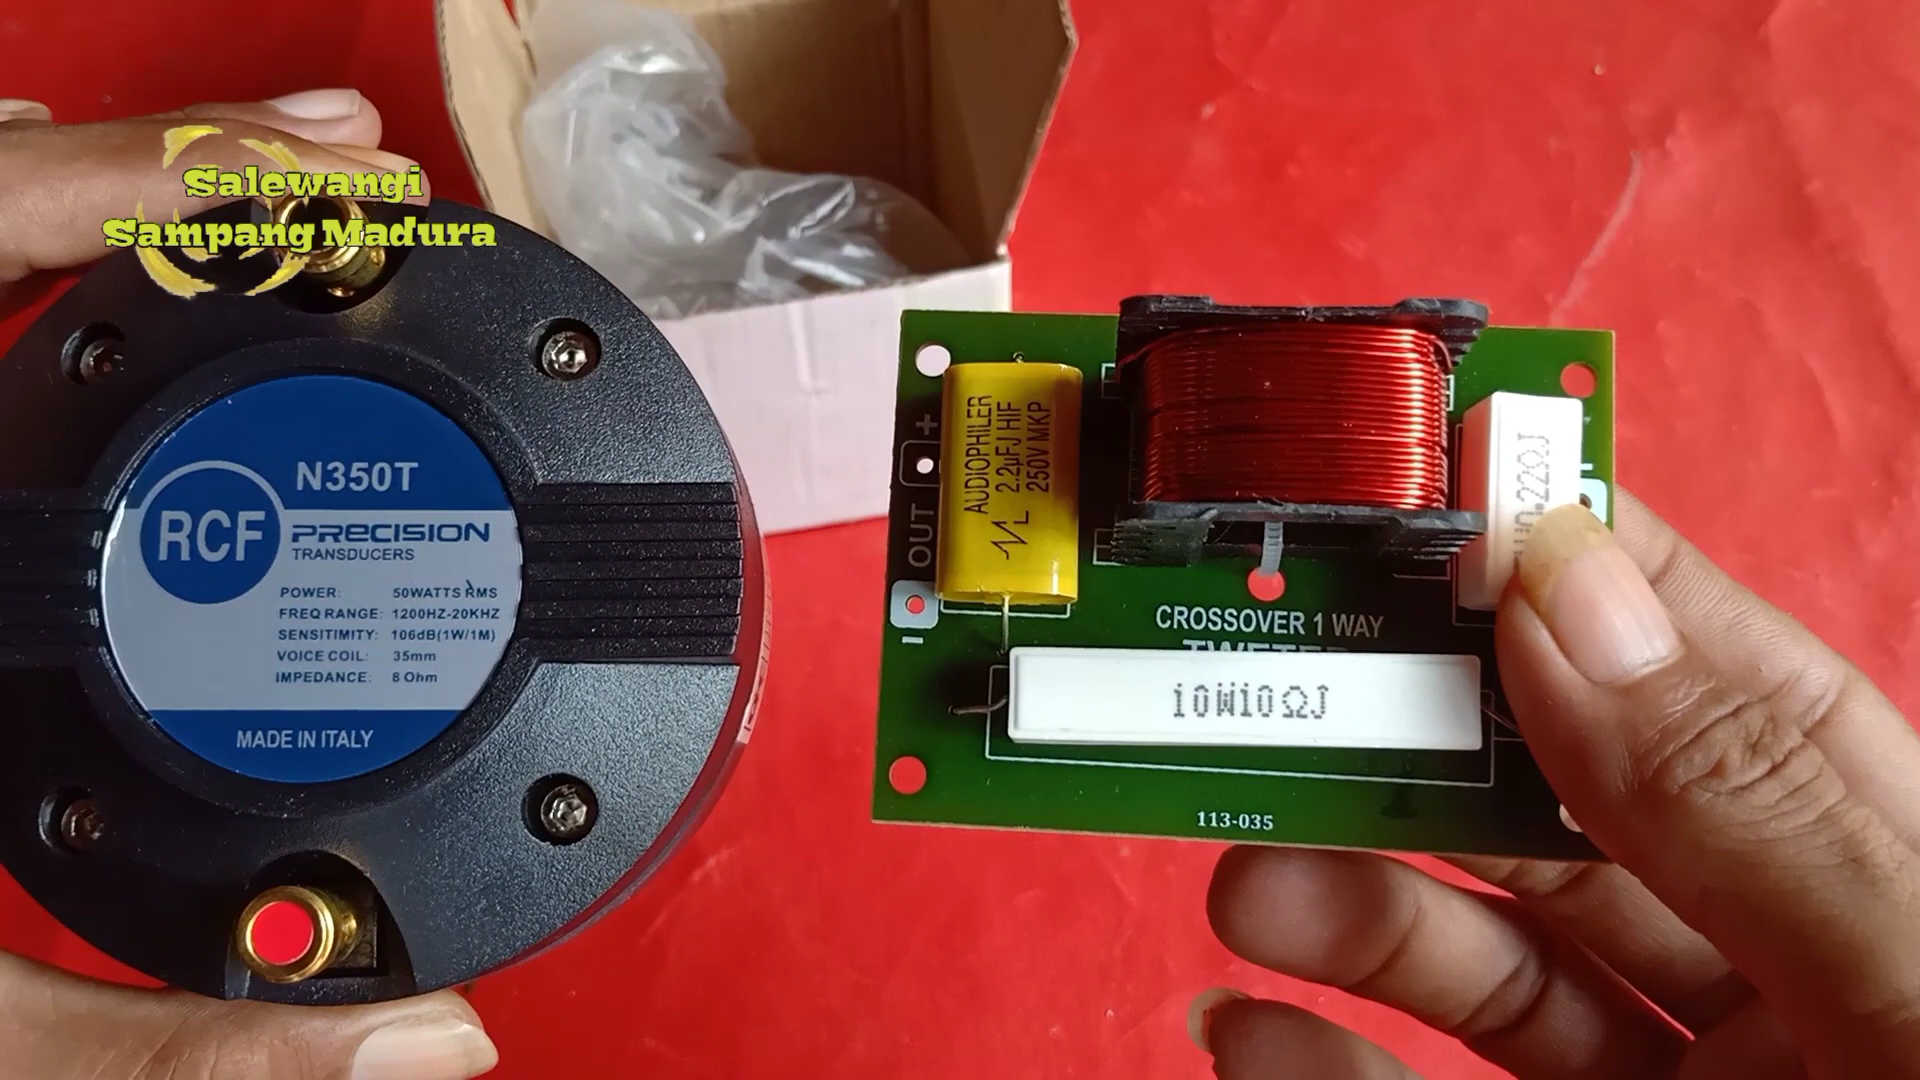 Salewangi
Sampang Madura
N350T
RCF
PRECISION
TRANSDUCERS
POWER: 50WATTS RMS
FREQ RANGE: 1200HZ-20KHZ
SENSITIMITY: 106dB(1W/1M)
VOICE COIL: 35mm
IMPEDANCE: 8 Ohm
MADE IN ITALY
+
OUT
−
AUDIOPHILER
2.2µFJ HIF
250V MKP
CROSSOVER 1 WAY
10W10ΩJ
113-035